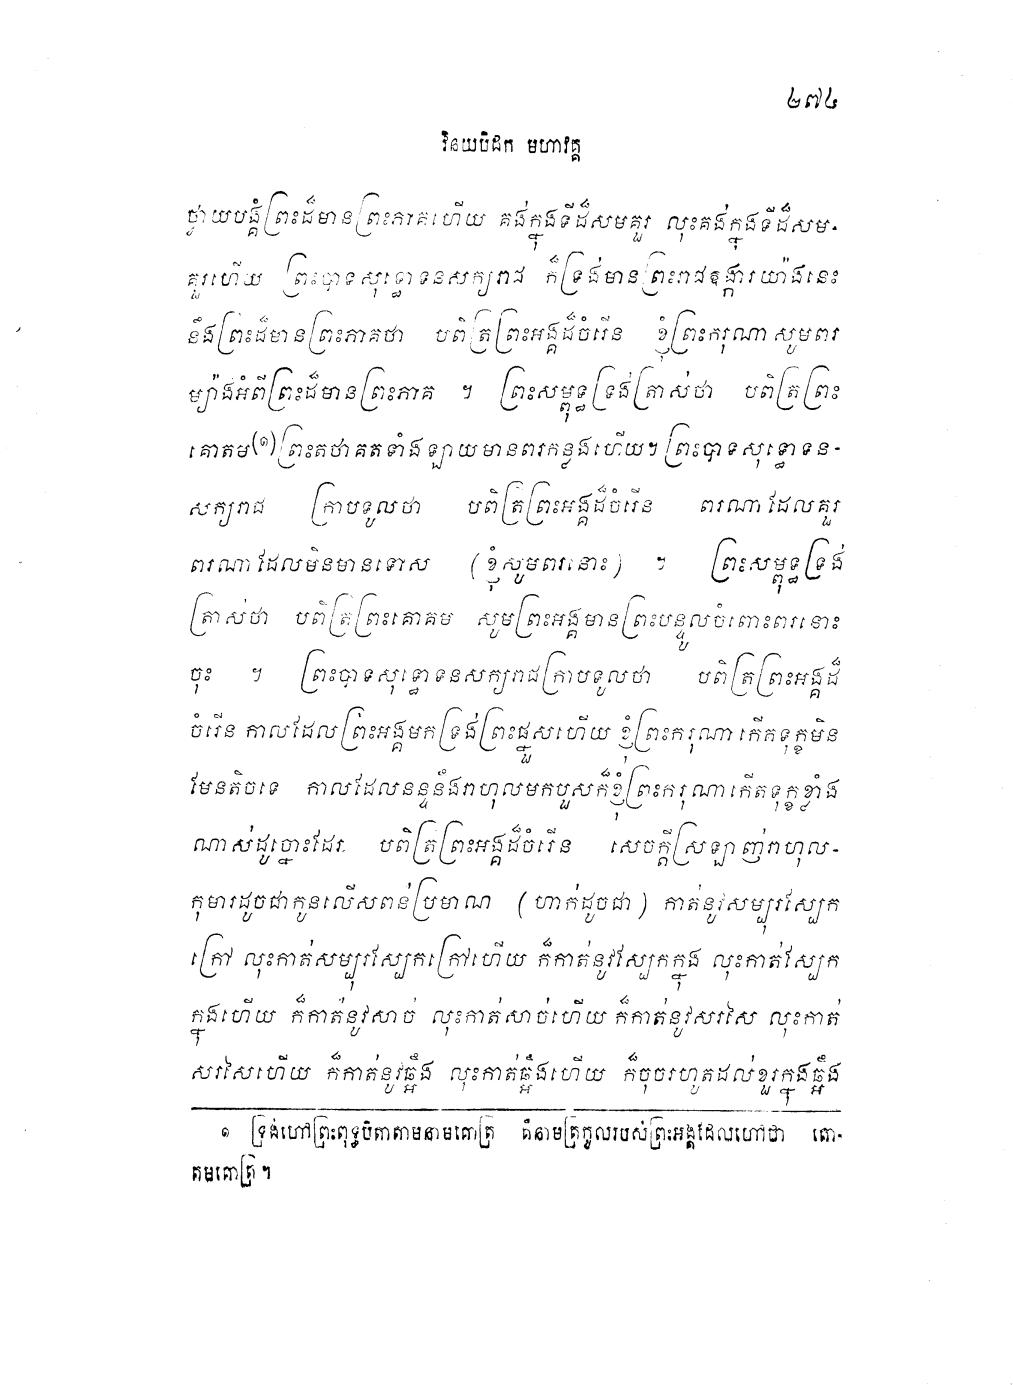 ២៧៤
វិនយបិដក មហាវគ្គ
ថ្វាយបង្គំព្រះដ៏មានព្រះភាគហើយ គង់ក្នុងទីដ៏សមគួរ លុះគង់ក្នុងទីដ៏សម-
គួរហើយ ព្រះបាទសុទ្ធោទនសក្យរាជ ក៏ទ្រង់មានព្រះរាជឱង្ការយ៉ាងនេះ
នឹងព្រះដ៏មានព្រះភាគថា បពិត្រព្រះអង្គដ៏ចំរើន ខ្ញុំព្រះករុណាសូមពរ
ម្យ៉ាងអំពីព្រះដ៏មានព្រះភាគ ។ ព្រះសម្ពុទ្ធទ្រង់ត្រាស់ថា បពិត្រព្រះ
គោតម(១)ព្រះតថាគតទាំងឡាយមានពរកន្លងហើយ។ ព្រះបាទសុទ្ធោទន-
សក្យរាជ ក្រាបទូលថា បពិត្រព្រះអង្គដ៏ចំរើន ពរណាដែលគួរ
ពរណាដែលមិនមានទោស (ខ្ញុំសូមពរនោះ) ។ ព្រះសម្ពុទ្ធទ្រង់
ត្រាស់ថា បពិត្រព្រះគោតម សូមព្រះអង្គមានព្រះបន្ទូលចំពោះពរនោះ
ចុះ ។ ព្រះបាទសុទ្ធោទនសក្យរាជក្រាបទូលថា បពិត្រព្រះអង្គដ៏
ចំរើន កាលដែលព្រះអង្គមកទ្រង់ព្រះផ្នួសហើយ ខ្ញុំព្រះករុណាកើតទុក្ខមិន
មែនតិចទេ កាលដែលនន្ទនឹងរាហុលមកបួសក៏ខ្ញុំព្រះករុណាកើតទុក្ខខ្លាំង
ណាស់ដូច្នោះដែរ បពិត្រព្រះអង្គដ៏ចំរើន សេចក្ដីស្រឡាញ់រាហុល-
កុមារដូចជាកូនលើសពន់ប្រមាណ (ហាក់ដូចជា) កាត់នូវសម្បុរស្បែក
ក្រៅ លុះកាត់សម្បុរស្បែកក្រៅហើយ ក៏កាត់នូវស្បែកក្នុង លុះកាត់ស្បែក
ក្នុងហើយ ក៏កាត់នូវសាច់ លុះកាត់សាច់ហើយ ក៏កាត់នូវសរសៃ លុះកាត់
សរសៃហើយ ក៏កាត់នូវឆ្អឹង លុះកាត់ឆ្អឹងហើយ ក៏ចុចរហូតដល់ខួរក្នុងឆ្អឹង
១ ទ្រង់ហៅព្រះពុទ្ធបិតាតាមនាមគោត្រ គឺនាមត្រកូលរបស់ព្រះអង្គដែលហៅថា គោ-
តមគោត្រ។